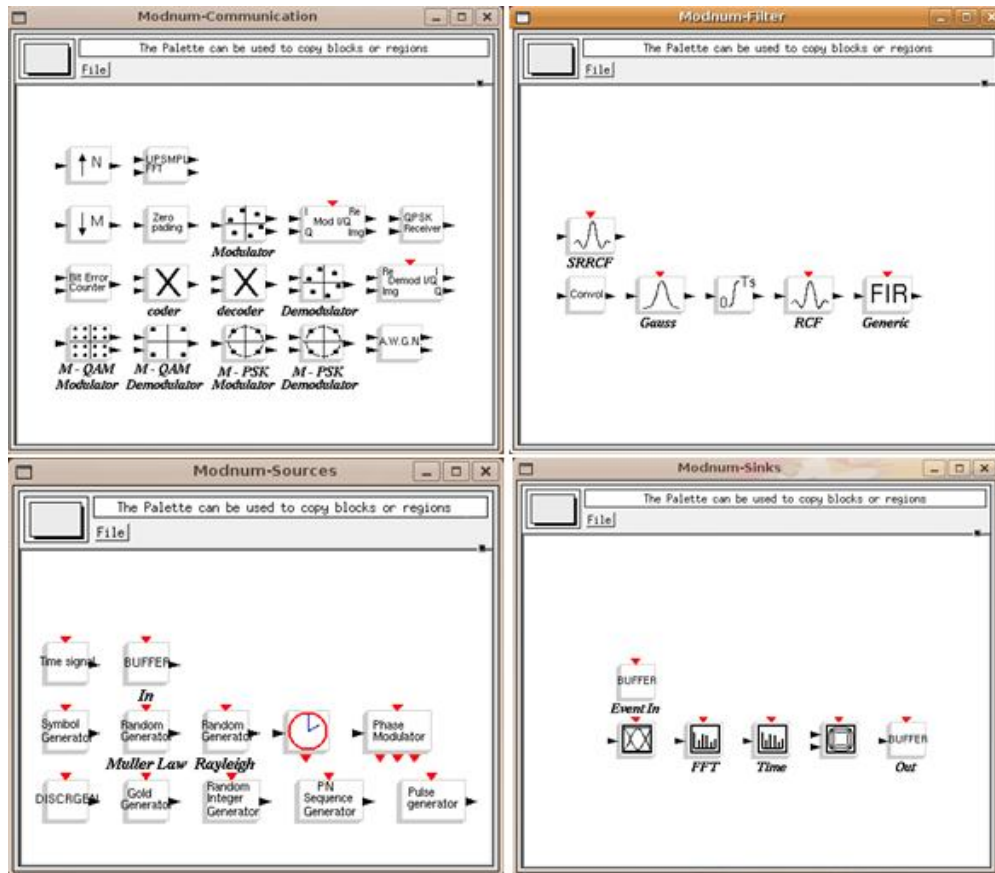 Modnum-Communication
The Palette can be used to copy blocks or regions
File
N
UPSMPL
FFT
M
Zero
pading
Modulator
I Re
Mod I/Q
Q Img
QPSK
Receiver
Bit Error
Counter
X
coder
X
decoder
Demodulator
Re I
Demod I/Q
Img Q
M - QAM
Modulator
M - QAM
Demodulator
M - PSK
Modulator
M - PSK
Demodulator
A.W.G.N
Modnum-Filter
The Palette can be used to copy blocks or regions
File
SRRCF
Convol
Gauss
Ts
0
RCF
FIR
Generic
Modnum-Sources
The Palette can be used to copy blocks or regions
File
Time signal
BUFFER
In
Symbol
Generator
Random
Generator
Muller Law
Random
Generator
Rayleigh
Phase
Modulator
DISCRGEN
Gold
Generator
Random
Integer
Generator
PN
Sequence
Generator
Pulse
generator
Modnum-Sinks
The Palette can be used to copy blocks or regions
File
BUFFER
Event In
FFT
Time
BUFFER
Out